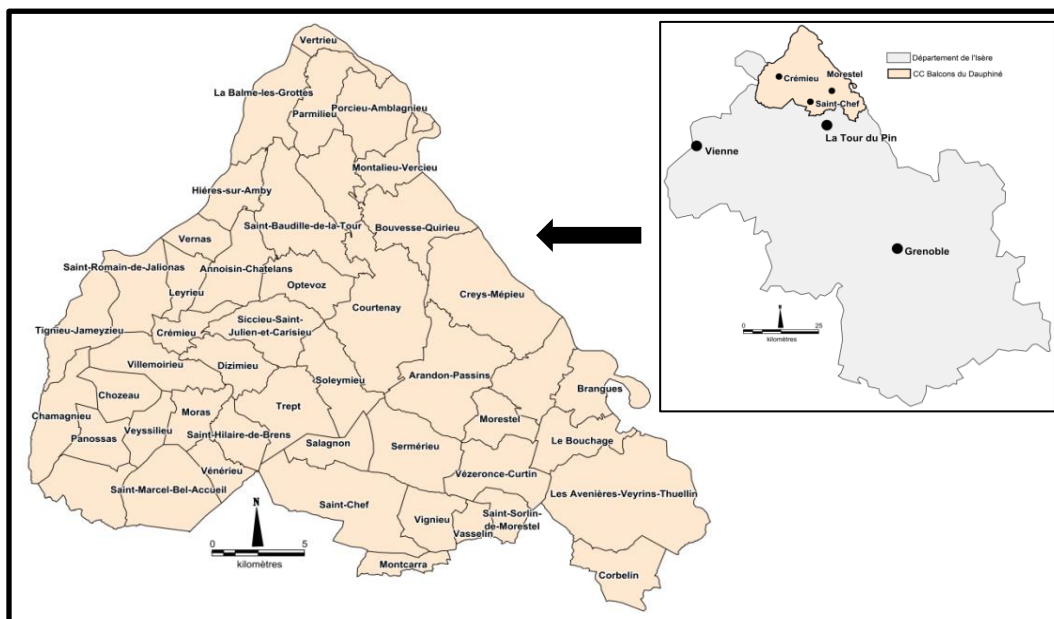 Vertrieu
La Balme-les-Grottes
Porcieu-Amblagnieu
Parmilieu
Montalieu-Vercieu
Hières-sur-Amby
Saint-Baudille-de-la-Tour
Bouvesse-Quirieu
Vernas
Saint-Romain-de-Jalionas
Annoisin-Chatelans
Optevoz
Creys-Mépieu
Leyrieu
Courtenay
Siccieu-Saint-
Julien-et-Carisieu
Tignieu-Jameyzieu
Crémieu
Villemoirieu
Dizimieu
Soleymieu
Arandon-Passins
Brangues
Chozeau
Trept
Chamagnieu
Moras
Morestel
Panossas
Veyssilieu
Saint-Hilaire-de-Brens
Salagnon
Sermérieu
Le Bouchage
Vénérieu
Vézeronce-Curtin
Saint-Marcel-Bel-Accueil
Les Avenières-Veyrins-Thuellin
Saint-Chef
Vignieu
Saint-Sorlin-
de-Morestel
Vasselin
Montcarra
Corbelin
N
0 5
kilomètres
Département de l'Isère
CC Balcons du Dauphiné
Crémieu
Morestel
Saint-Chef
La Tour du Pin
Vienne
Grenoble
N
0 25
kilomètres